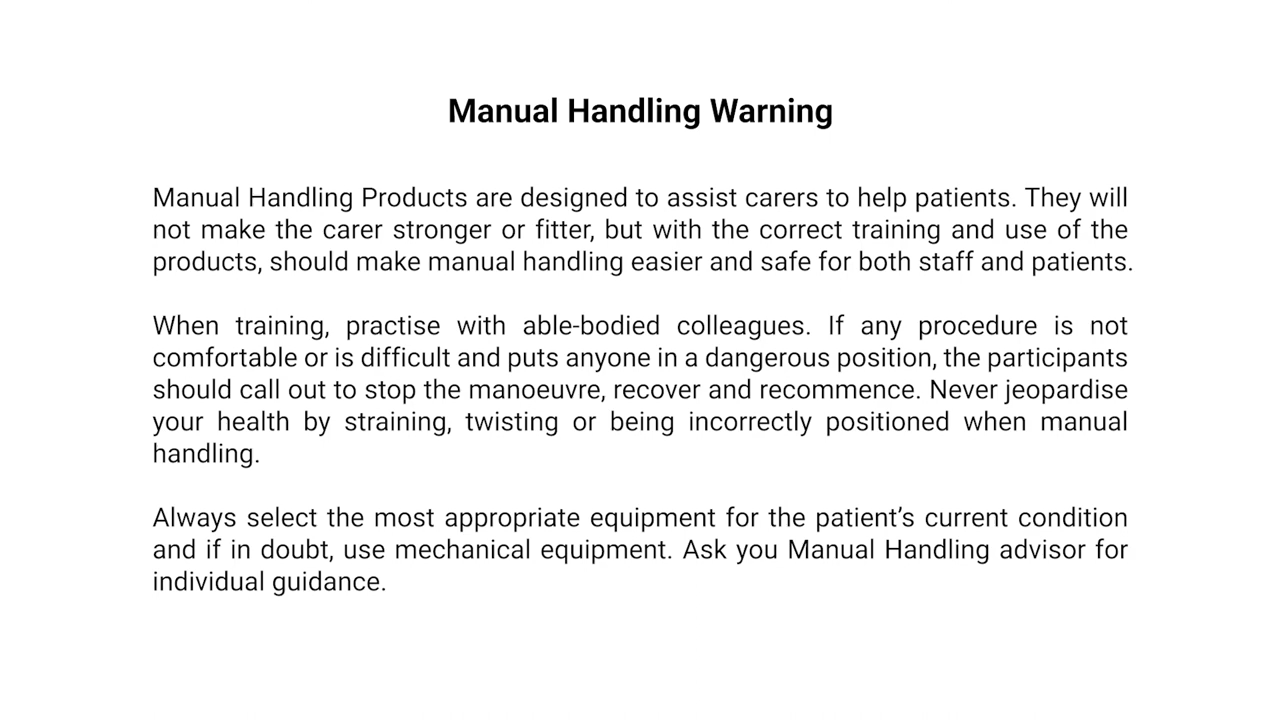 Manual Handling Warning
Manual Handling Products are designed to assist carers to help patients. They will
not make the carer stronger or fitter, but with the correct training and use of the
products, should make manual handling easier and safe for both staff and patients.
When training, practise with able-bodied colleagues. If any procedure is not
comfortable or is difficult and puts anyone in a dangerous position, the participants
should call out to stop the manoeuvre, recover and recommence. Never jeopardise
your health by straining, twisting or being incorrectly positioned when manual
handling.
Always select the most appropriate equipment for the patient’s current condition
and if in doubt, use mechanical equipment. Ask you Manual Handling advisor for
individual guidance.